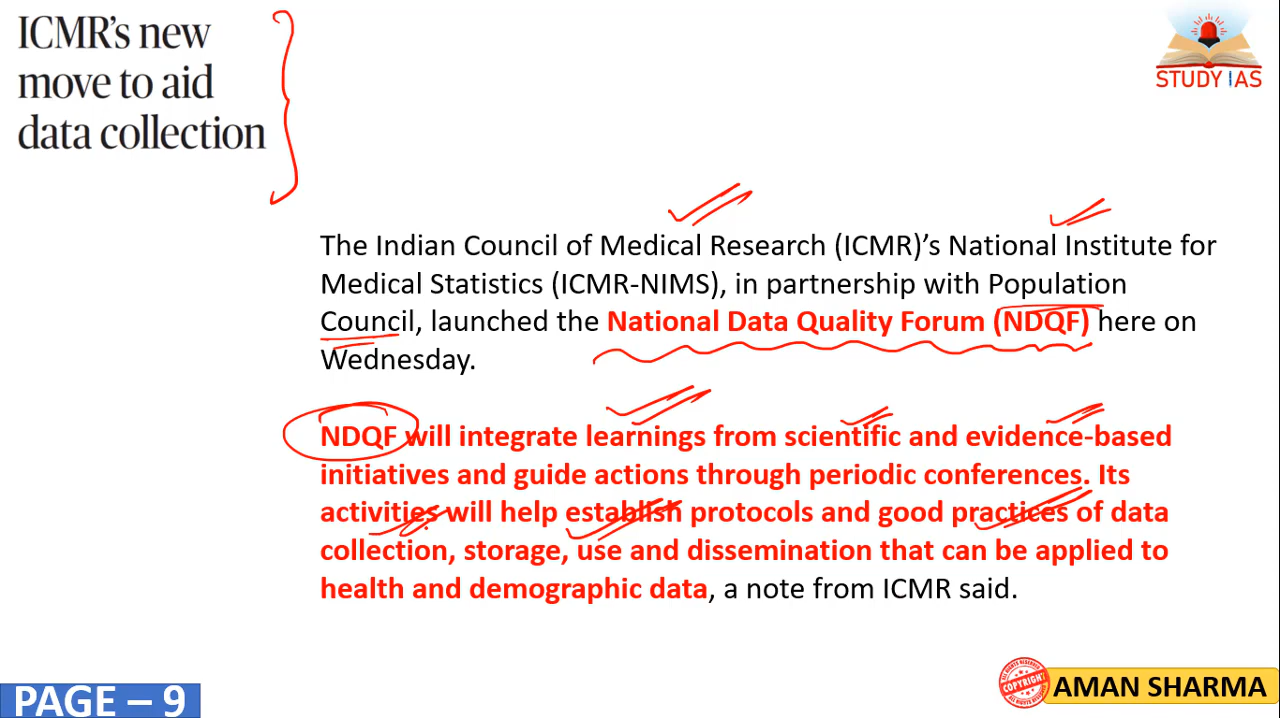 ICMR’s new
move to aid
data collection
STUDY IAS
The Indian Council of Medical Research (ICMR)’s National Institute for
Medical Statistics (ICMR-NIMS), in partnership with Population
Council, launched the National Data Quality Forum (NDQF) here on
Wednesday.
NDQF will integrate learnings from scientific and evidence-based
initiatives and guide actions through periodic conferences. Its
activities will help establish protocols and good practices of data
collection, storage, use and dissemination that can be applied to
health and demographic data, a note from ICMR said.
COPYRIGHT
AMAN SHARMA
PAGE – 9